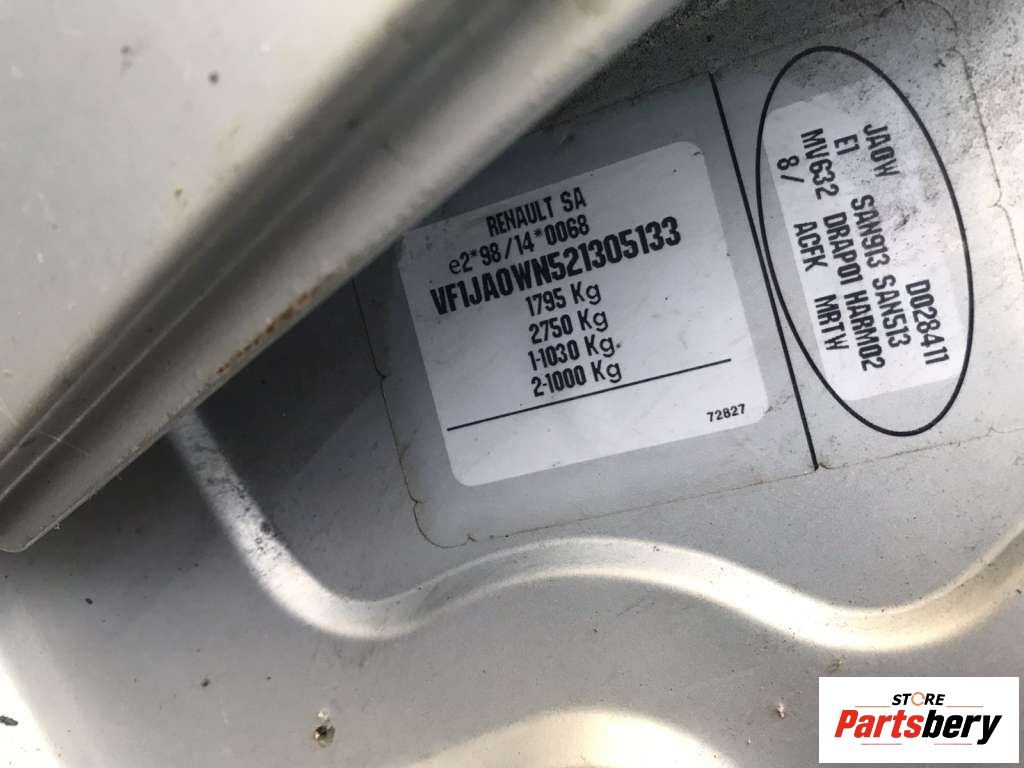 RENAULT SA
e2*98/14*0068
VF1JA0WN521305133
1795 Kg
2750 Kg
1-1030 Kg
2-1000 Kg
72827
JA0W D028411
E1 SAN913 SAN513
MV632 DRAP01 HARM02
8/ ACFK MRTW
STORE
Partsbery